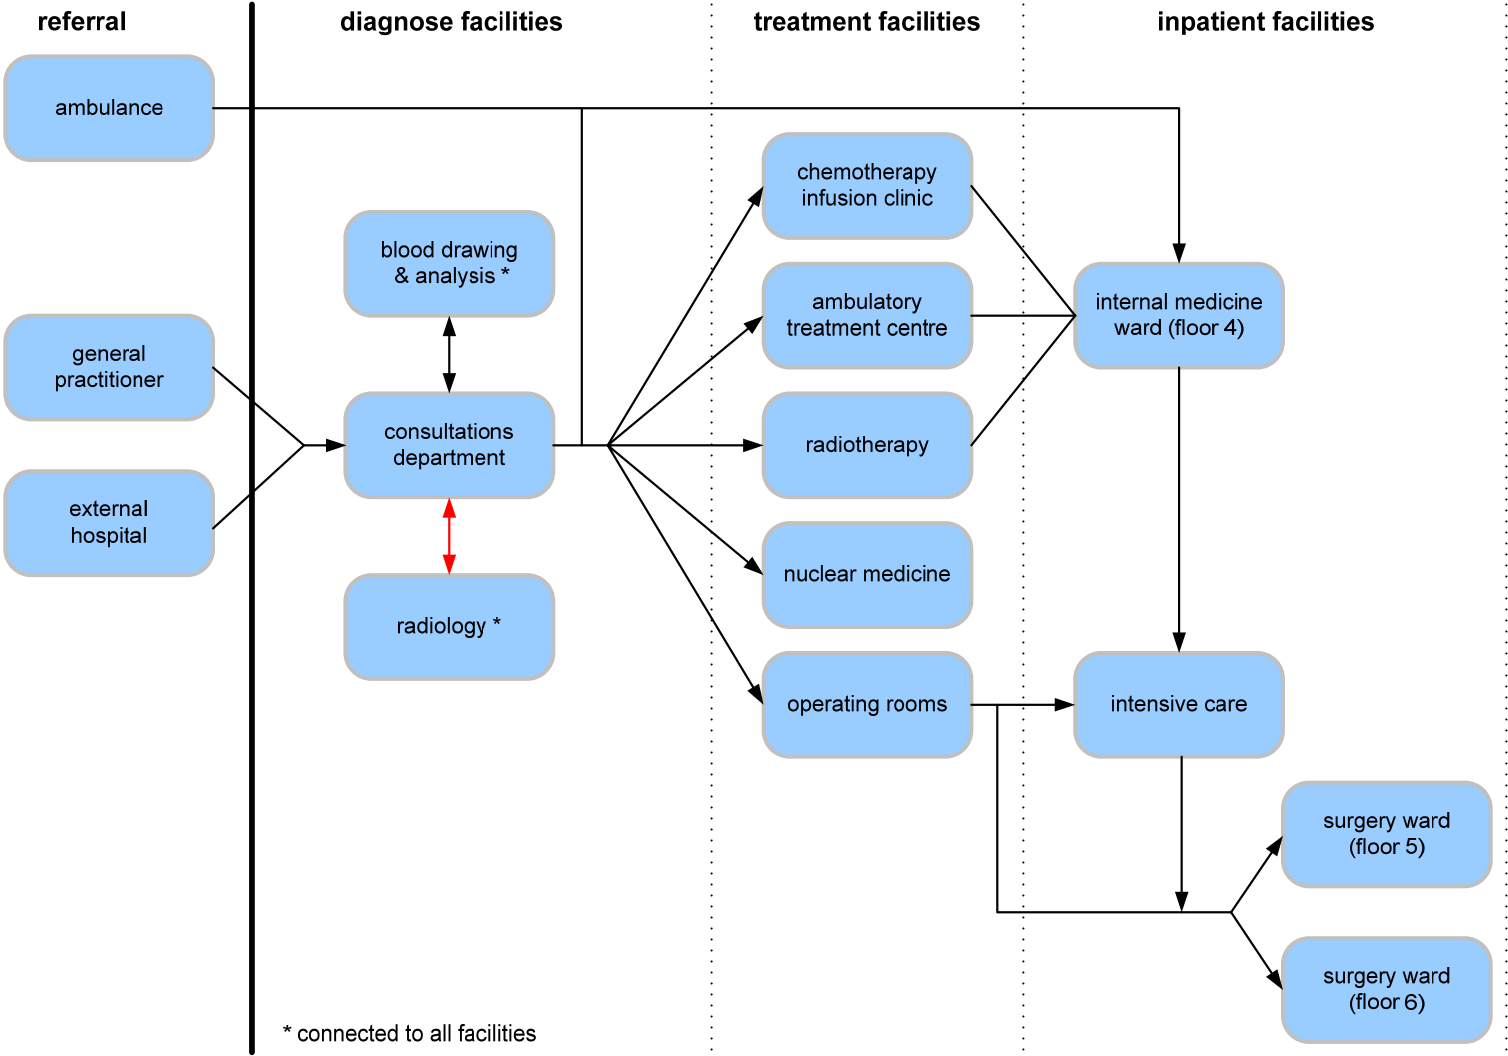 referral
diagnose facilities
treatment facilities
inpatient facilities
ambulance
general
practitioner
external
hospital
blood drawing
& analysis *
consultations
department
radiology *
chemotherapy
infusion clinic
ambulatory
treatment centre
radiotherapy
nuclear medicine
operating rooms
internal medicine
ward (floor 4)
intensive care
surgery ward
(floor 5)
surgery ward
(floor 6)
* connected to all facilities